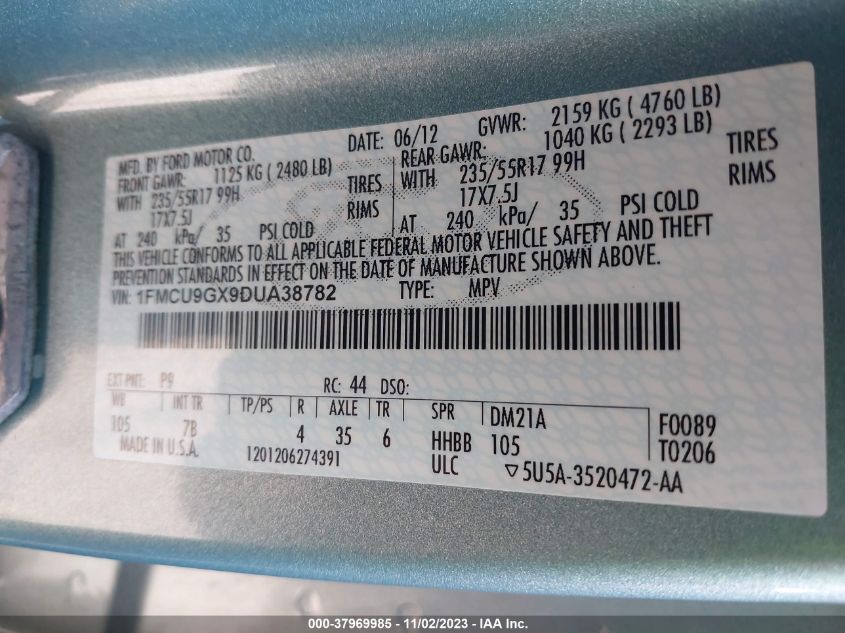 MFD. BY FORD MOTOR CO. DATE: 06/12 GVWR: 2159 KG ( 4760 LB)
FRONT GAWR: 1125 KG ( 2480 LB) REAR GAWR: 1040 KG ( 2293 LB)
WITH 235/55R17 99H TIRES WITH 235/55R17 99H TIRES
17X7.5J RIMS 17X7.5J RIMS
AT 240 kPa/ 35 PSI COLD AT 240 kPa/ 35 PSI COLD
THIS VEHICLE CONFORMS TO ALL APPLICABLE FEDERAL MOTOR VEHICLE SAFETY AND THEFT
PREVENTION STANDARDS IN EFFECT ON THE DATE OF MANUFACTURE SHOWN ABOVE.
VIN: 1FMCU9GX9DUA38782 TYPE: MPV
EXT PNT: P9 RC: 44 DSO:
WB INT TR TP/PS R AXLE TR SPR DM21A F0089
105 7B 4 35 6 HHBB 105 T0206
MADE IN U.S.A. 1201206274391 ULC ▽5U5A-3520472-AA
000-37969985 - 11/02/2023 - IAA Inc.